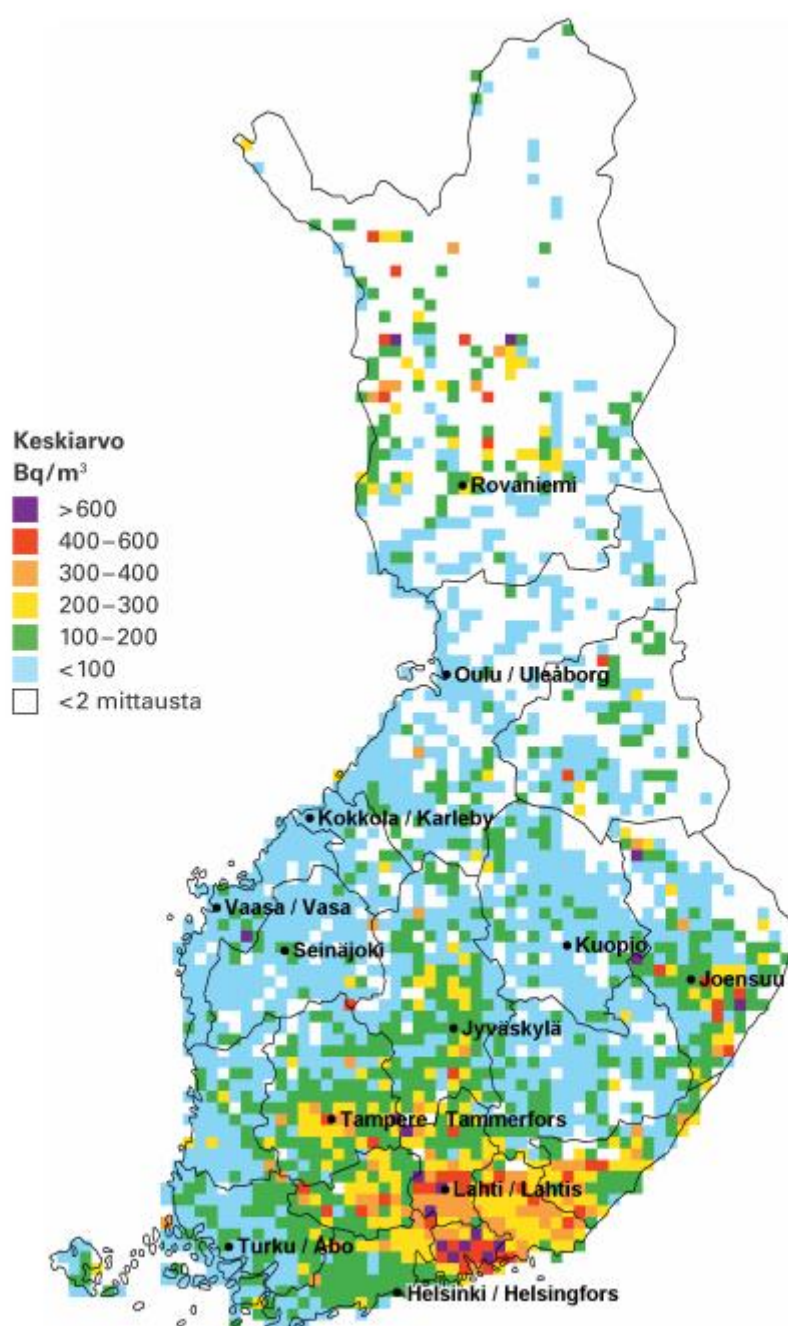 Rovaniemi
Keskiarvo
Bq/m³
>600
400–600
300–400
200–300
100–200
<100
<2 mittausta
Oulu / Uleåborg
Kokkola / Karleby
Vaasa / Vasa
Seinäjoki
Kuopio
Joensuu
Jyväskylä
Tampere / Tammerfors
Lahti / Lahtis
Turku / Åbo
Helsinki / Helsingfors